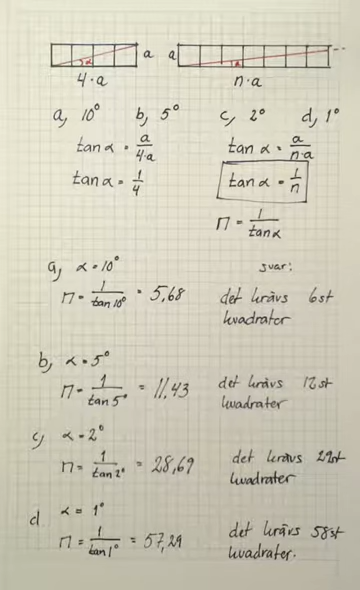 α a a α
4·a n·a
a, 10° b, 5° c, 2° d, 1°
tan α = a/4·a tan α = a/n·a
tan α = 1/4 tan α = 1/n
n = 1/tan α
a, α = 10° svar:
n = 1/tan 10° = 5,68 det krävs 6st
kvadrater
b, α = 5°
n = 1/tan 5° = 11,43 det krävs 12st
kvadrater
c, α = 2°
n = 1/tan 2° = 28,69 det krävs 29st
kvadrater
d α = 1°
n = 1/tan 1° = 57,29 det krävs 58st
kvadrater.